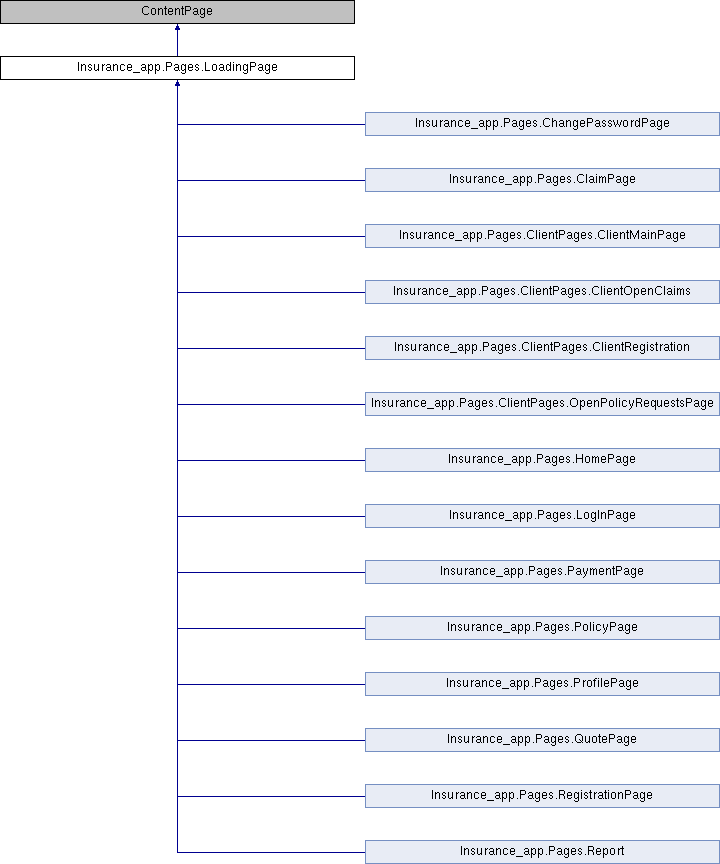 ContentPage
Insurance_app.Pages.LoadingPage
Insurance_app.Pages.ChangePasswordPage
Insurance_app.Pages.ClaimPage
Insurance_app.Pages.ClientPages.ClientMainPage
Insurance_app.Pages.ClientPages.ClientOpenClaims
Insurance_app.Pages.ClientPages.ClientRegistration
Insurance_app.Pages.ClientPages.OpenPolicyRequestsPage
Insurance_app.Pages.HomePage
Insurance_app.Pages.LogInPage
Insurance_app.Pages.PaymentPage
Insurance_app.Pages.PolicyPage
Insurance_app.Pages.ProfilePage
Insurance_app.Pages.QuotePage
Insurance_app.Pages.RegistrationPage
Insurance_app.Pages.Report